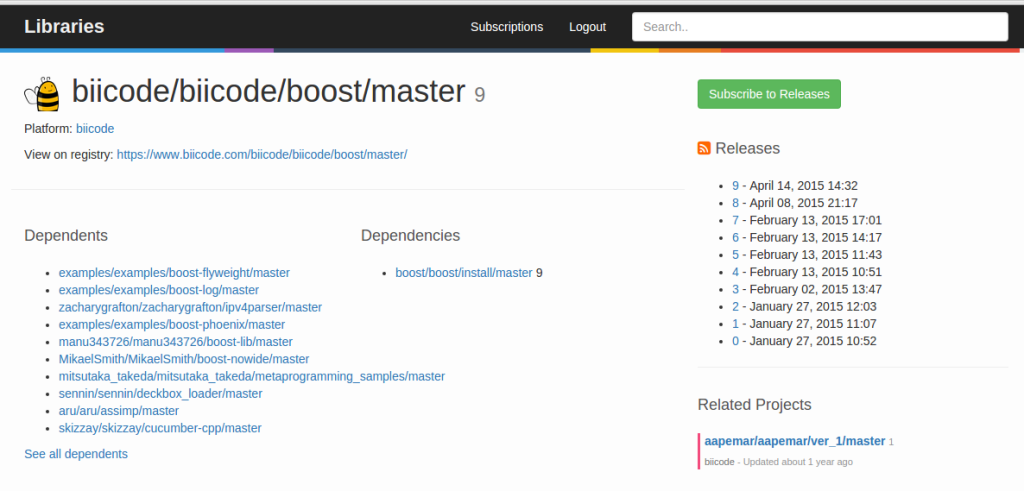 Libraries
Subscriptions
Logout
Search..
biicode/biicode/boost/master 9
Platform: biicode
View on registry: https://www.biicode.com/biicode/biicode/boost/master/
Dependents
examples/examples/boost-flyweight/master
examples/examples/boost-log/master
zacharygrafton/zacharygrafton/ipv4parser/master
examples/examples/boost-phoenix/master
manu343726/manu343726/boost-lib/master
MikaelSmith/MikaelSmith/boost-nowide/master
mitsutaka_takeda/mitsutaka_takeda/metaprogramming_samples/master
sennin/sennin/deckbox_loader/master
aru/aru/assimp/master
skizzay/skizzay/cucumber-cpp/master
See all dependents
Dependencies
boost/boost/install/master 9
Subscribe to Releases
Releases
9 - April 14, 2015 14:32
8 - April 08, 2015 21:17
7 - February 13, 2015 17:01
6 - February 13, 2015 14:17
5 - February 13, 2015 11:43
4 - February 13, 2015 10:51
3 - February 02, 2015 13:47
2 - January 27, 2015 12:03
1 - January 27, 2015 11:07
0 - January 27, 2015 10:52
Related Projects
aapemar/aapemar/ver_1/master 1
biicode - Updated about 1 year ago